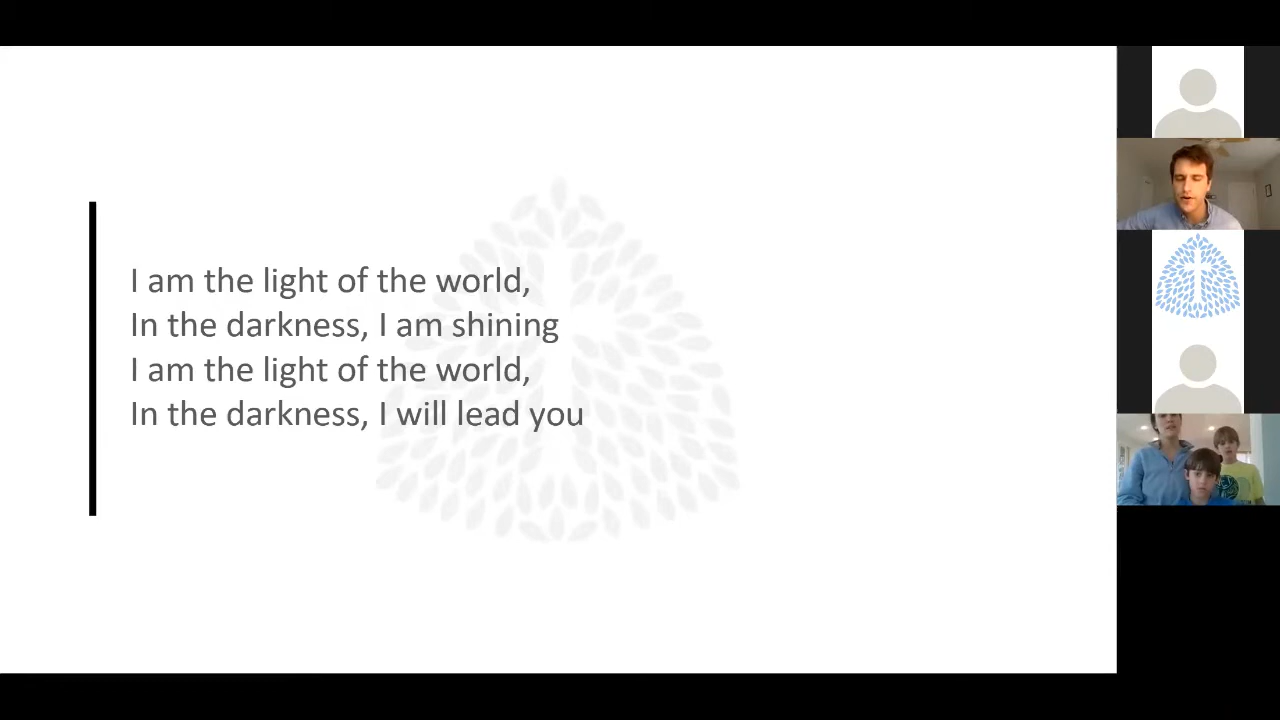 I am the light of the world,
In the darkness, I am shining
I am the light of the world,
In the darkness, I will lead you